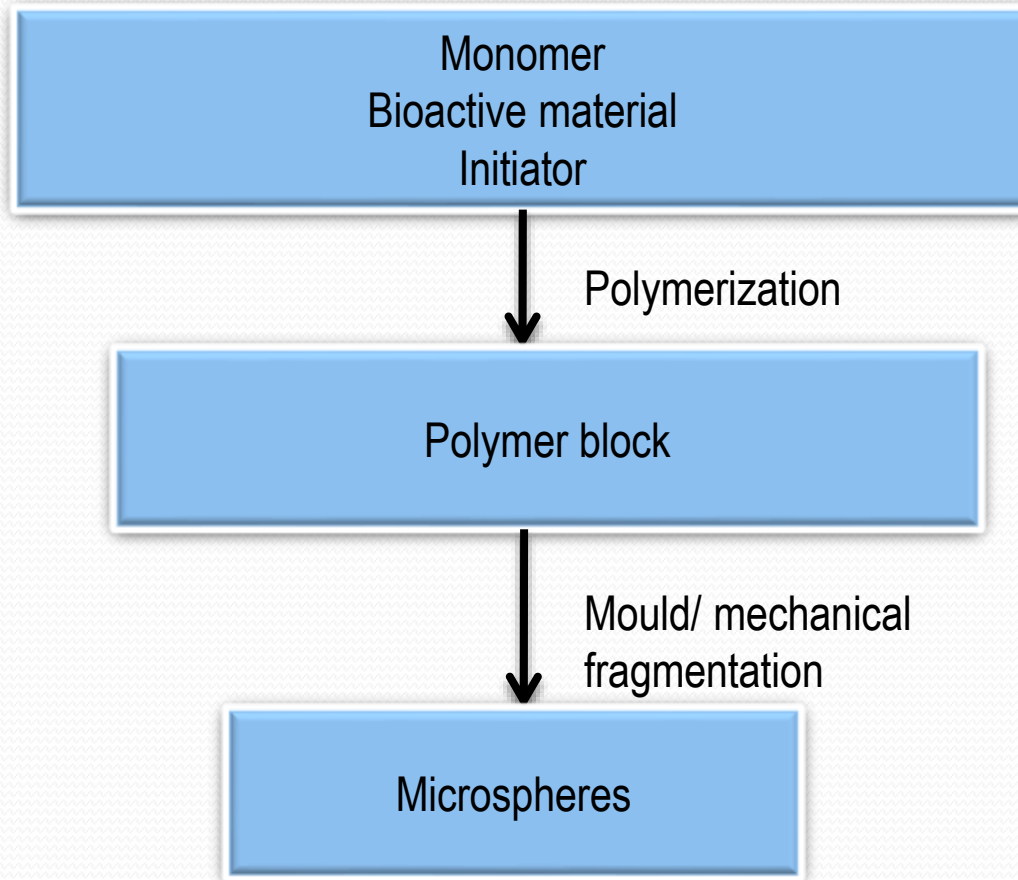 Monomer
Bioactive material
Initiator
Polymerization
Polymer block
Mould/ mechanical
fragmentation
Microspheres